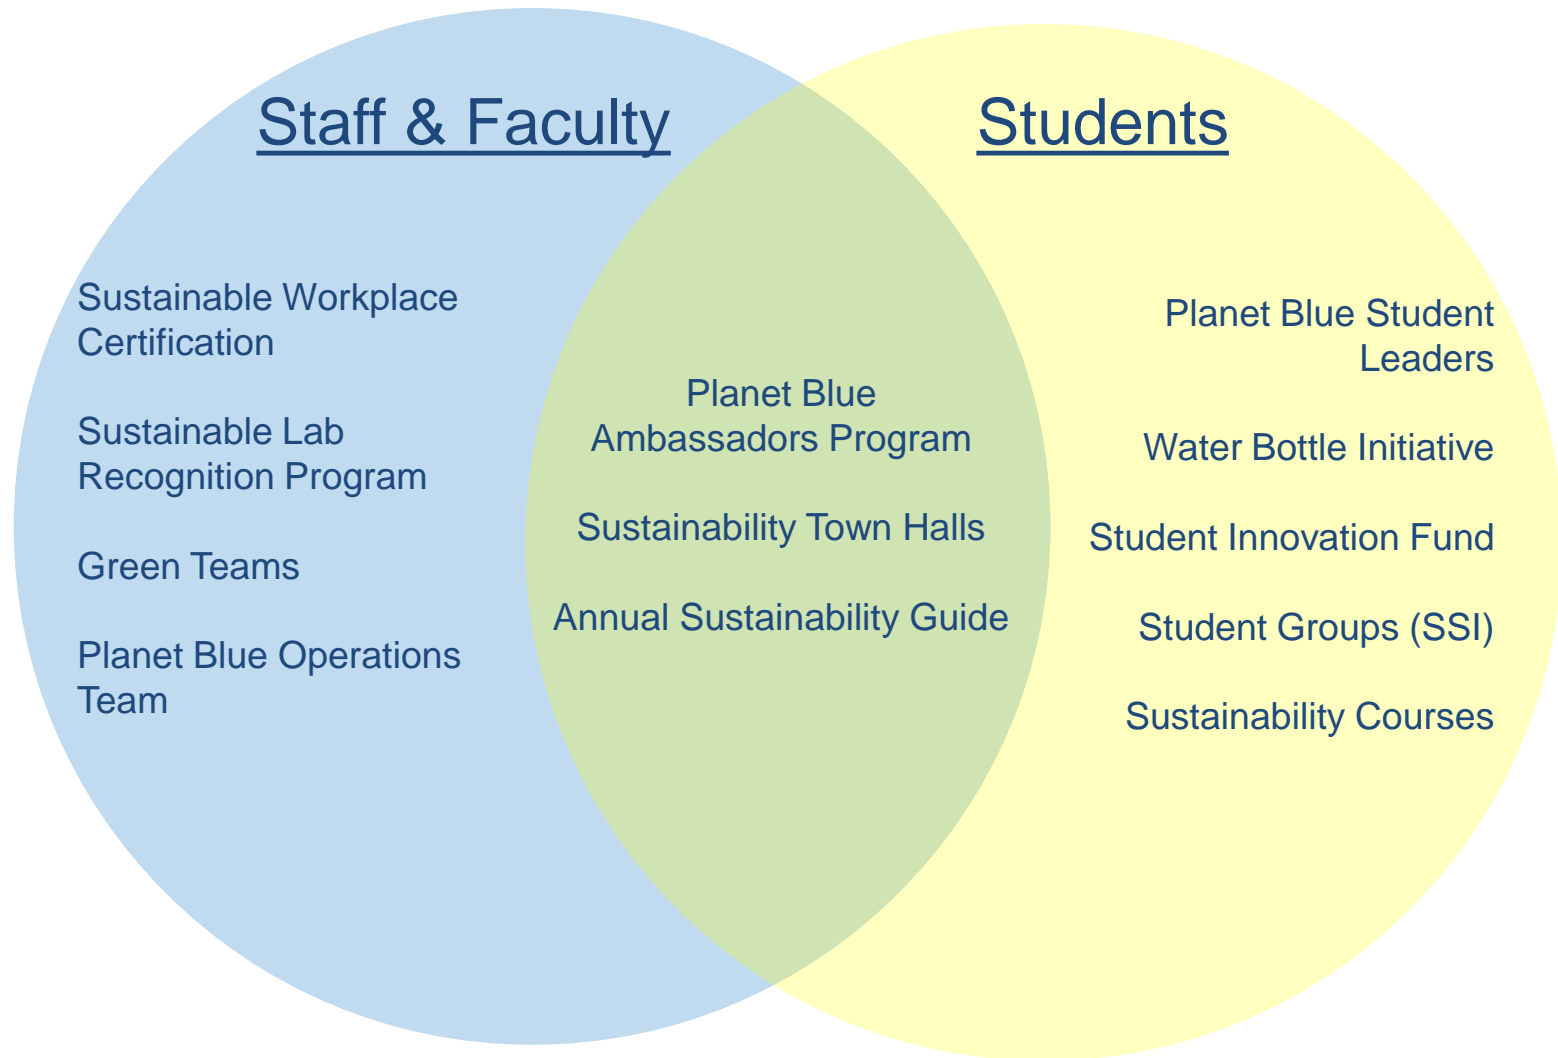 Staff & Faculty
Sustainable Workplace
Certification
Sustainable Lab
Recognition Program
Green Teams
Planet Blue Operations
Team
Planet Blue
Ambassadors Program
Sustainability Town Halls
Annual Sustainability Guide
Students
Planet Blue Student
Leaders
Water Bottle Initiative
Student Innovation Fund
Student Groups (SSI)
Sustainability Courses